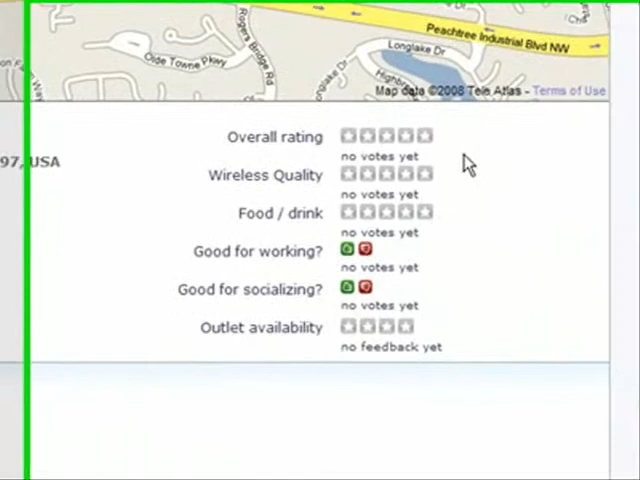 Rogers Bridge Rd
Peachtree Industrial Blvd NW
Longlake Dr
Olde Towne Pkwy
Map data ©2008 Tele Atlas - Terms of Use
Overall rating
no votes yet
97, USA
Wireless Quality
no votes yet
Food / drink
no votes yet
Good for working?
no votes yet
Good for socializing?
no votes yet
Outlet availability
no feedback yet